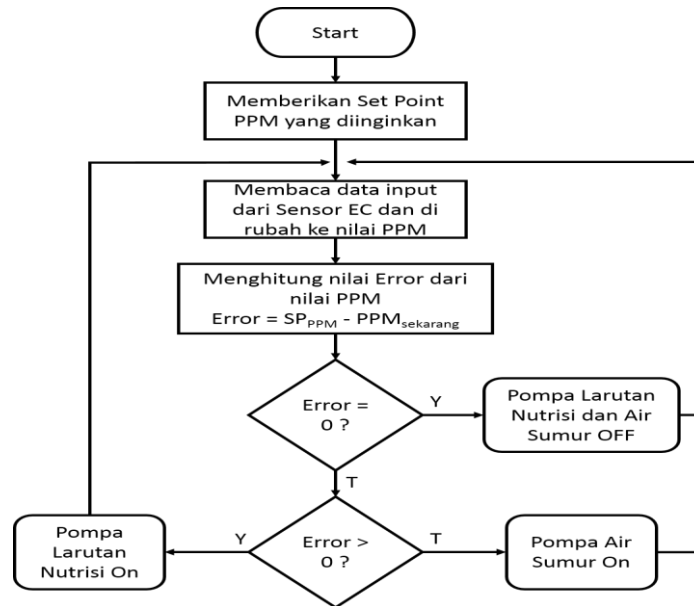 Start
Memberikan Set Point
PPM yang diinginkan
Membaca data input
dari Sensor EC dan di
rubah ke nilai PPM
Menghitung nilai Error dari
nilai PPM
Error = SPPPM - PPMsekarang
Error =
0 ?
Y
Pompa Larutan
Nutrisi dan Air
Sumur OFF
T
Pompa
Larutan
Nutrisi On
Y
Error >
0 ?
T
Pompa Air
Sumur On